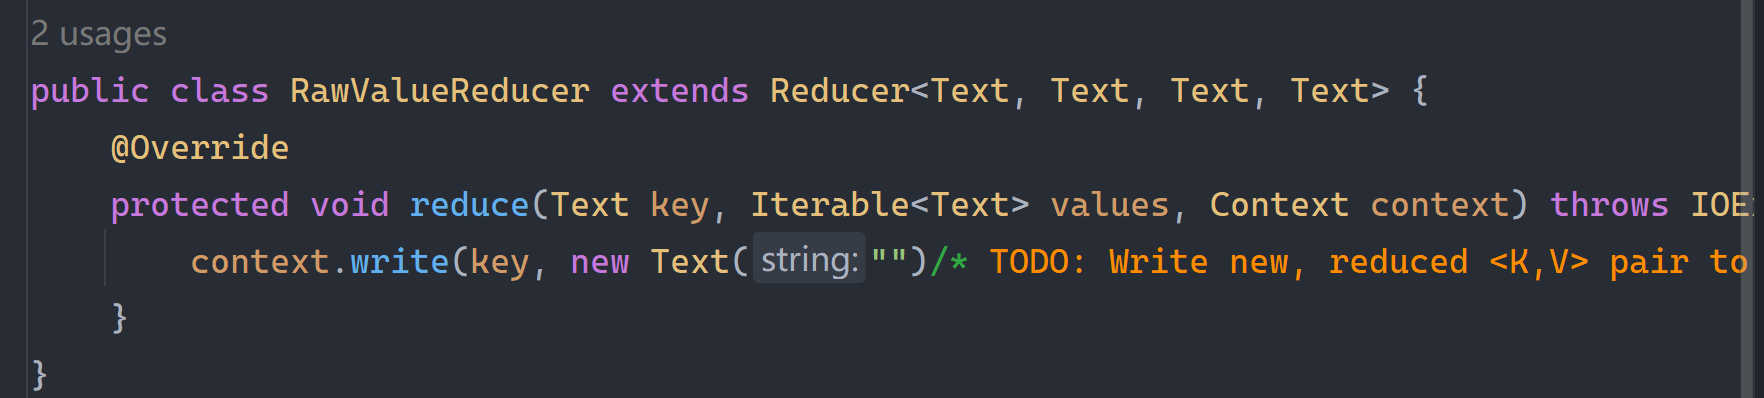 2 usages
public class RawValueReducer extends Reducer<Text, Text, Text, Text> {
@Override
protected void reduce(Text key, Iterable<Text> values, Context context) throws IOE
context.write(key, new Text(string: "")/* TODO: Write new, reduced <K,V> pair to
}
}